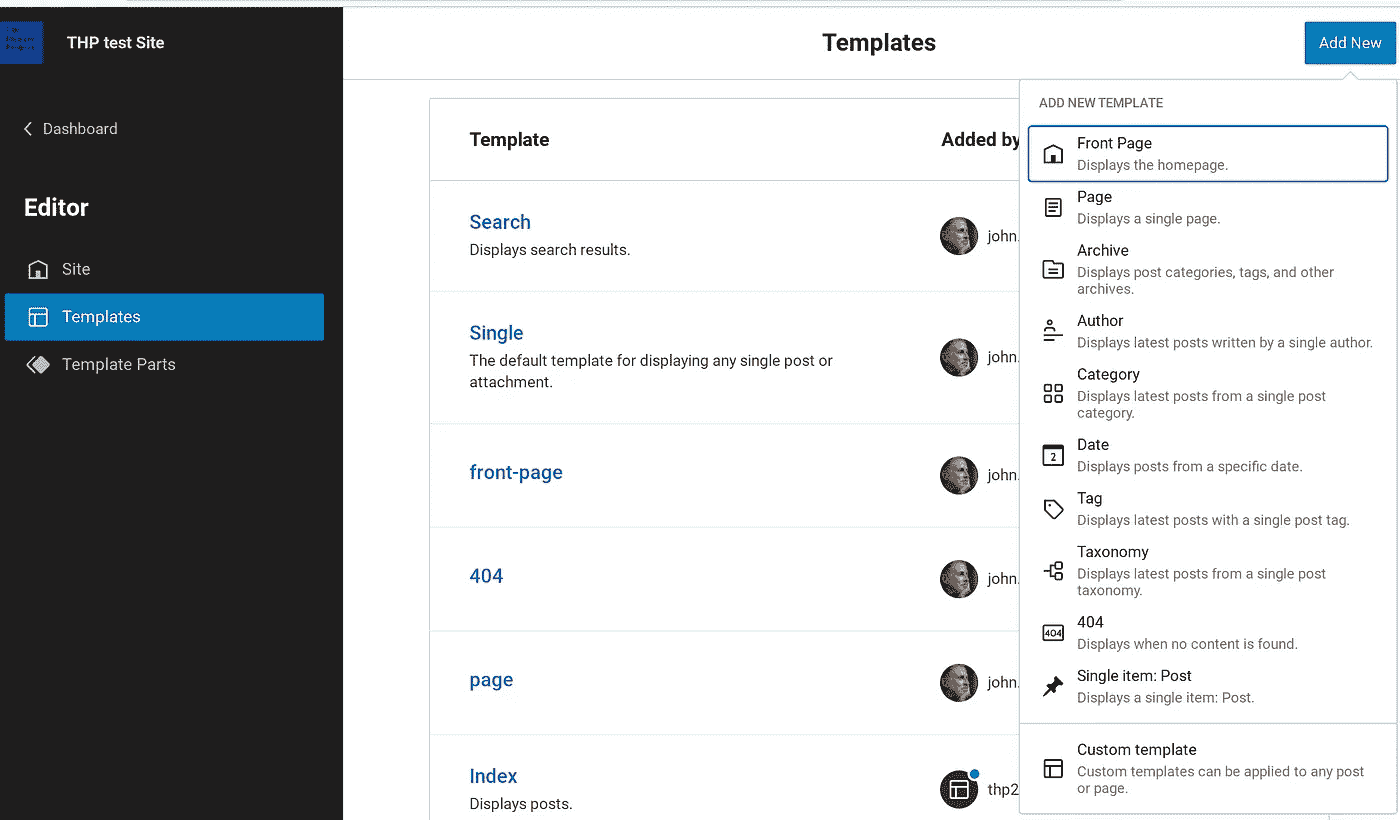 THP test Site
Dashboard
Editor
Site
Templates
Template Parts
Templates
Add New
Template
Added by
Search
Displays search results.
john.
Single
The default template for displaying any single post or
attachment.
john.
front-page
john.
404
john.
page
john.
Index
Displays posts.
thp2
ADD NEW TEMPLATE
Front Page
Displays the homepage.
Page
Displays a single page.
Archive
Displays post categories, tags, and other
archives.
Author
Displays latest posts written by a single author.
Category
Displays latest posts from a single post
category.
2
Date
Displays posts from a specific date.
Tag
Displays latest posts with a single post tag.
Taxonomy
Displays latest posts from a single post
taxonomy.
404
404
Displays when no content is found.
Single item: Post
Displays a single item: Post.
Custom template
Custom templates can be applied to any post
or page.